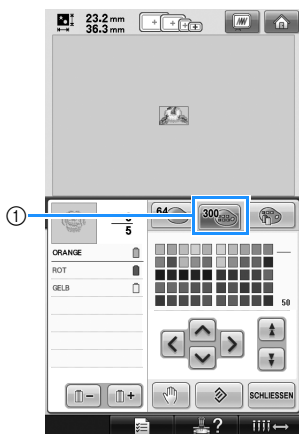 23.2 mm
36.3 mm
64
300
①
5
ORANGE
ROT
GELB
50
SCHLIESSEN